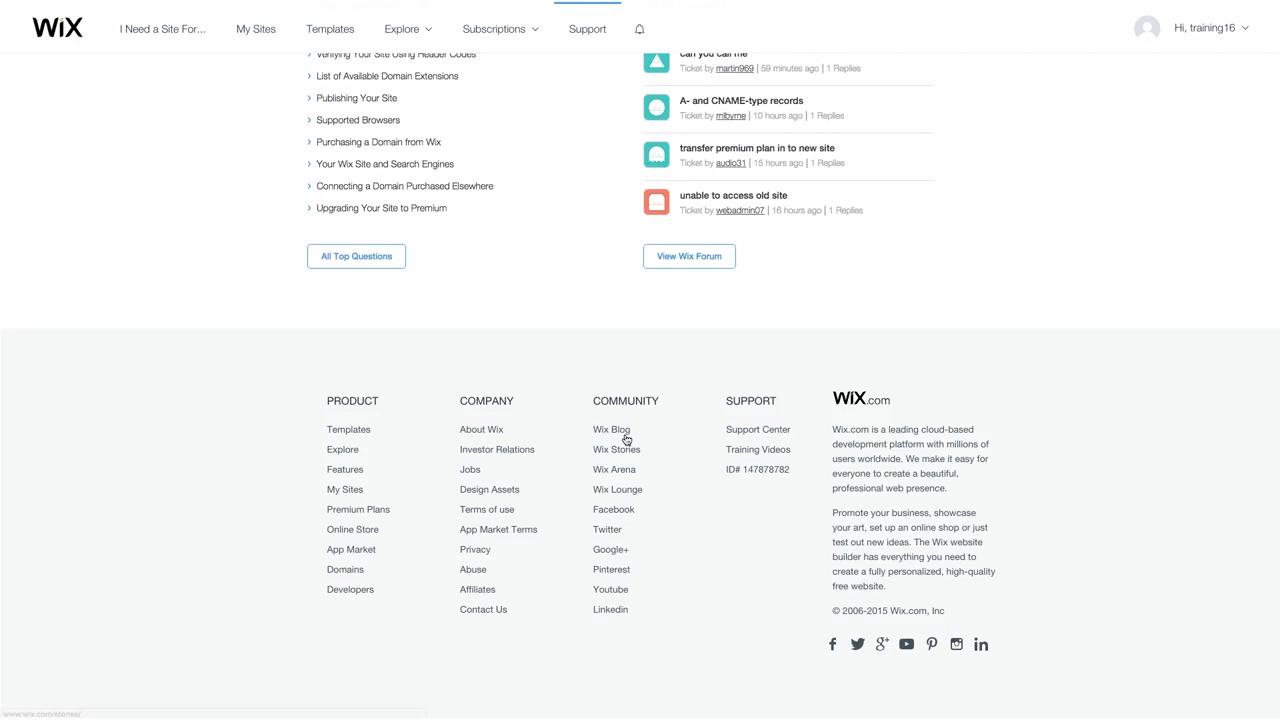 WiX
I Need a Site For...
My Sites
Templates
Explore
Subscriptions
Support
Hi, training16
Verifying Your Site Using Header Codes
List of Available Domain Extensions
Publishing Your Site
Supported Browsers
Purchasing a Domain from Wix
Your Wix Site and Search Engines
Connecting a Domain Purchased Elsewhere
Upgrading Your Site to Premium
All Top Questions
can you call me
Ticket by martin969 | 59 minutes ago | 1 Replies
A- and CNAME-type records
Ticket by mlbyrne | 10 hours ago | 1 Replies
transfer premium plan in to new site
Ticket by audio31 | 15 hours ago | 1 Replies
unable to access old site
Ticket by webadmin07 | 16 hours ago | 1 Replies
View Wix Forum
PRODUCT
Templates
Explore
Features
My Sites
Premium Plans
Online Store
App Market
Domains
Developers
COMPANY
About Wix
Investor Relations
Jobs
Design Assets
Terms of use
App Market Terms
Privacy
Abuse
Affiliates
Contact Us
COMMUNITY
Wix Blog
Wix Stories
Wix Arena
Wix Lounge
Facebook
Twitter
Google+
Pinterest
Youtube
Linkedin
SUPPORT
Support Center
Training Videos
ID# 147878782
WiX.com
Wix.com is a leading cloud-based
development platform with millions of
users worldwide. We make it easy for
everyone to create a beautiful,
professional web presence.
Promote your business, showcase
your art, set up an online shop or just
test out new ideas. The Wix website
builder has everything you need to
create a fully personalized, high-quality
free website.
© 2006-2015 Wix.com, Inc
www.wix.com/stories/